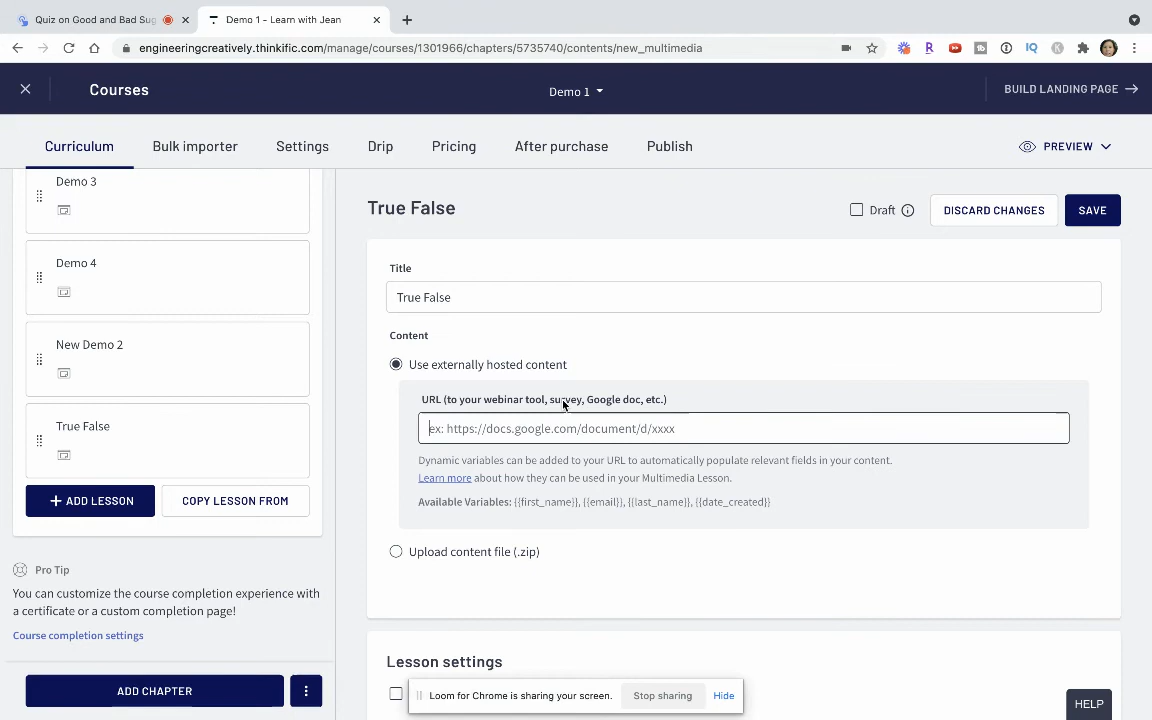 Quiz on Good and Bad Sug
Demo 1 - Learn with Jean
engineeringcreatively.thinkific.com/manage/courses/1301966/chapters/5735740/contents/new_multimedia
Courses
Demo 1
BUILD LANDING PAGE
Curriculum
Bulk importer
Settings
Drip
Pricing
After purchase
Publish
PREVIEW
Demo 3
Demo 4
New Demo 2
True False
+ ADD LESSON
COPY LESSON FROM
Pro Tip
You can customize the course completion experience with
a certificate or a custom completion page!
Course completion settings
ADD CHAPTER
True False
Draft
DISCARD CHANGES
SAVE
Title
True False
Content
Use externally hosted content
URL (to your webinar tool, survey, Google doc, etc.)
ex: https://docs.google.com/document/d/xxxx
Dynamic variables can be added to your URL to automatically populate relevant fields in your content.
Learn more about how they can be used in your Multimedia Lesson.
Available Variables: {{first_name}}, {{email}}, {{last_name}}, {{date_created}}
Upload content file (.zip)
Lesson settings
Loom for Chrome is sharing your screen.
Stop sharing
Hide
HELP